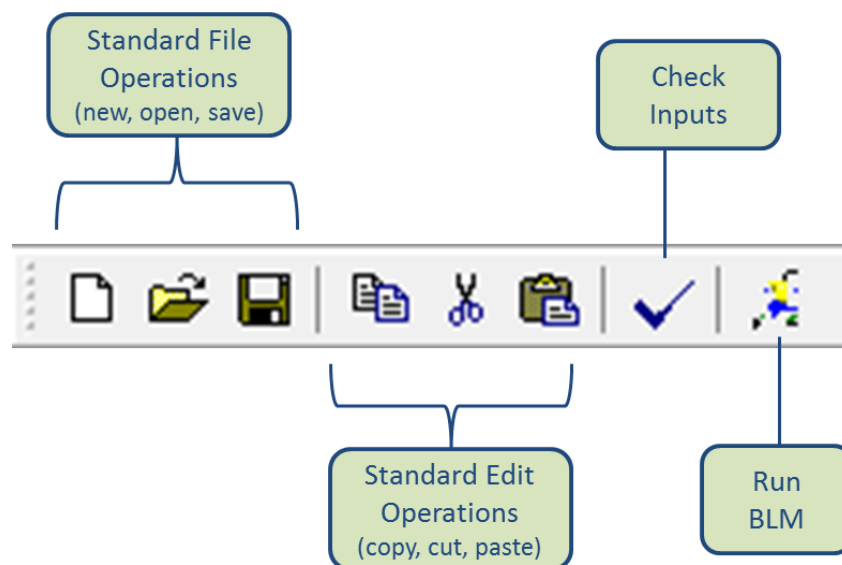 Standard File
Operations
(new, open, save)
Check
Inputs
Standard Edit
Operations
(copy, cut, paste)
Run
BLM